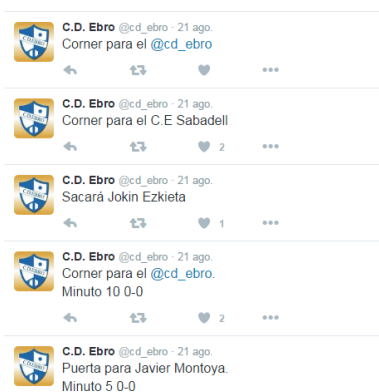 C.D. Ebro @cd_ebro · 21 ago.
Corner para el @cd_ebro
C.D. Ebro @cd_ebro · 21 ago.
Corner para el C.E Sabadell
2
C.D. Ebro @cd_ebro · 21 ago.
Sacará Jokin Ezkieta
1
C.D. Ebro @cd_ebro · 21 ago.
Corner para el @cd_ebro.
Minuto 10 0-0
2
C.D. Ebro @cd_ebro · 21 ago.
Puerta para Javier Montoya.
Minuto 5 0-0